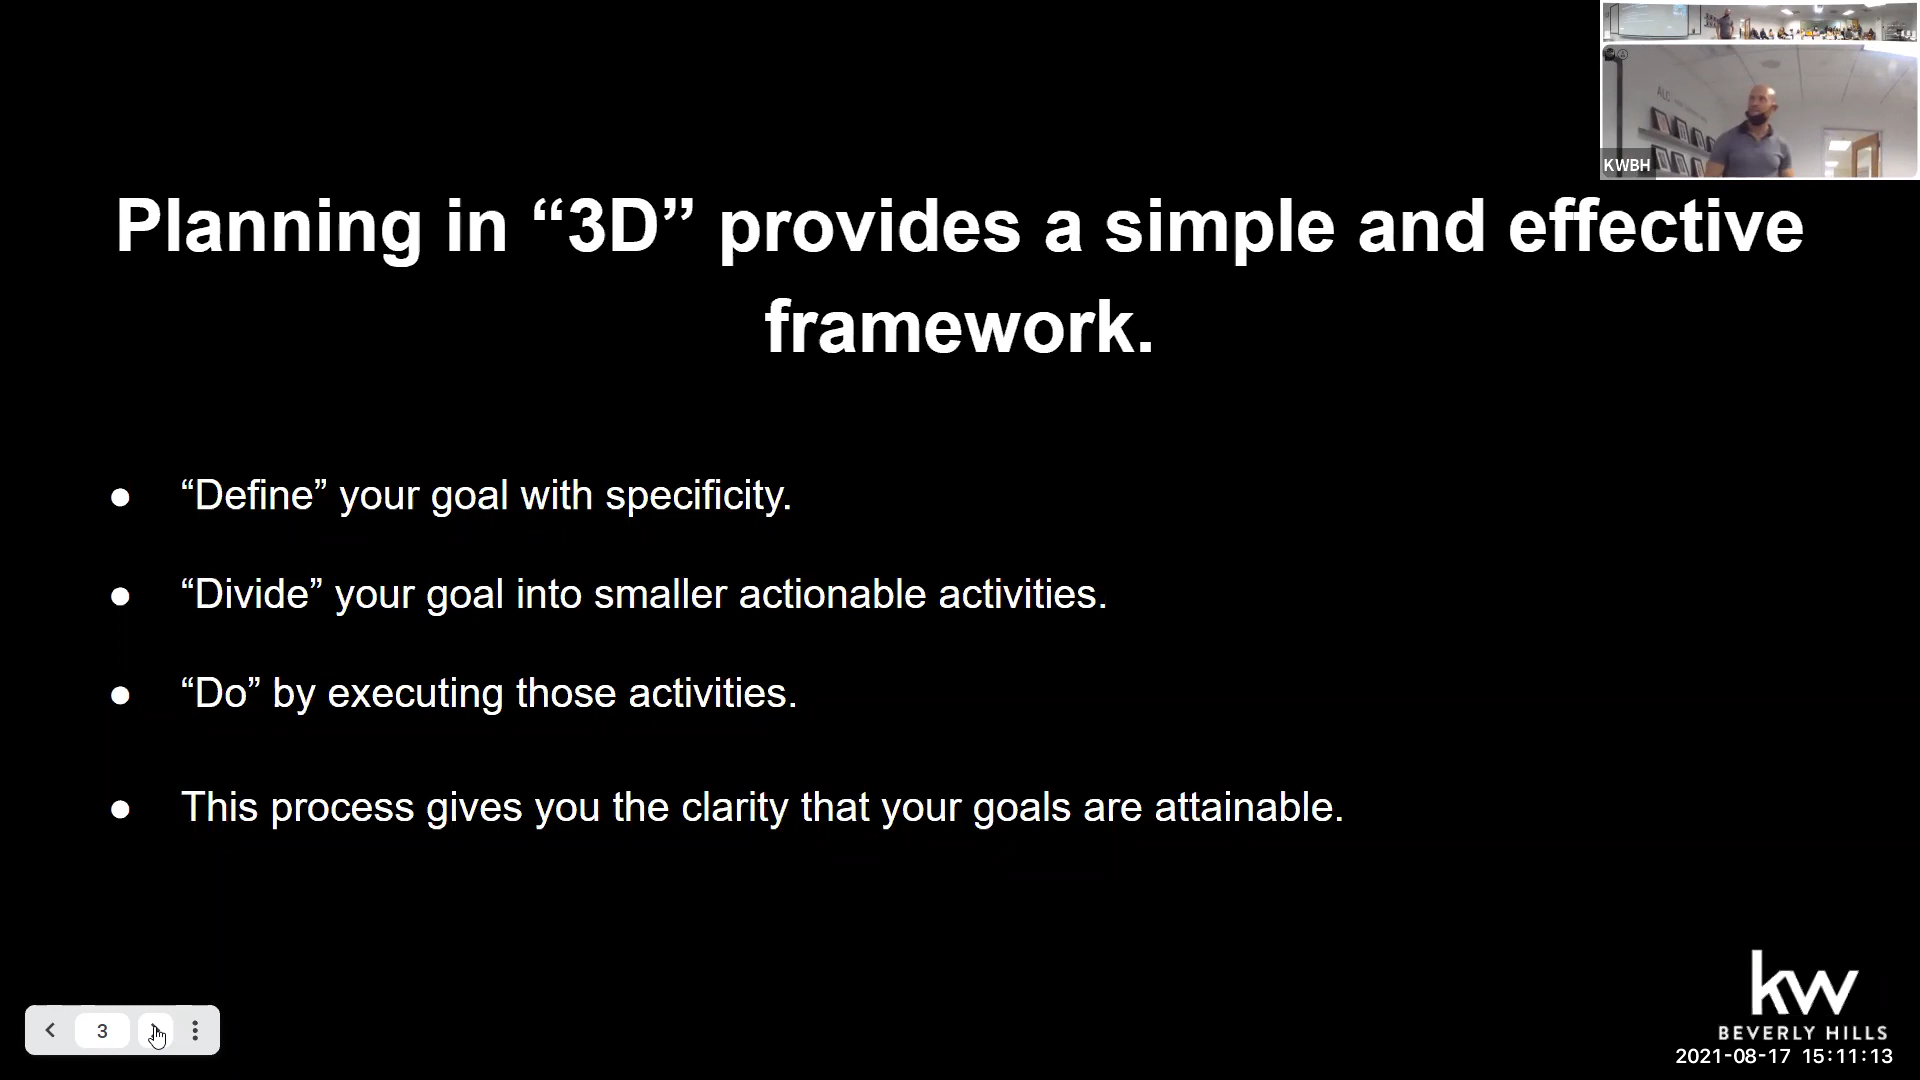 Planning in “3D” provides a simple and effective
framework.
● “Define” your goal with specificity.
● “Divide” your goal into smaller actionable activities.
● “Do” by executing those activities.
● This process gives you the clarity that your goals are attainable.
KWBH
3
kw
BEVERLY HILLS
2021-08-17 15:11:13